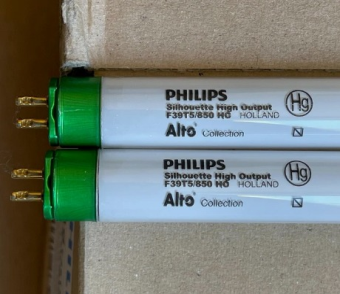 PHILIPS
Silhouette High Output
F39T5/850 HO HOLLAND
Alto Collection
Hg
PHILIPS
Silhouette High Output
F39T5/850 HO HOLLAND
Alto Collection
Hg